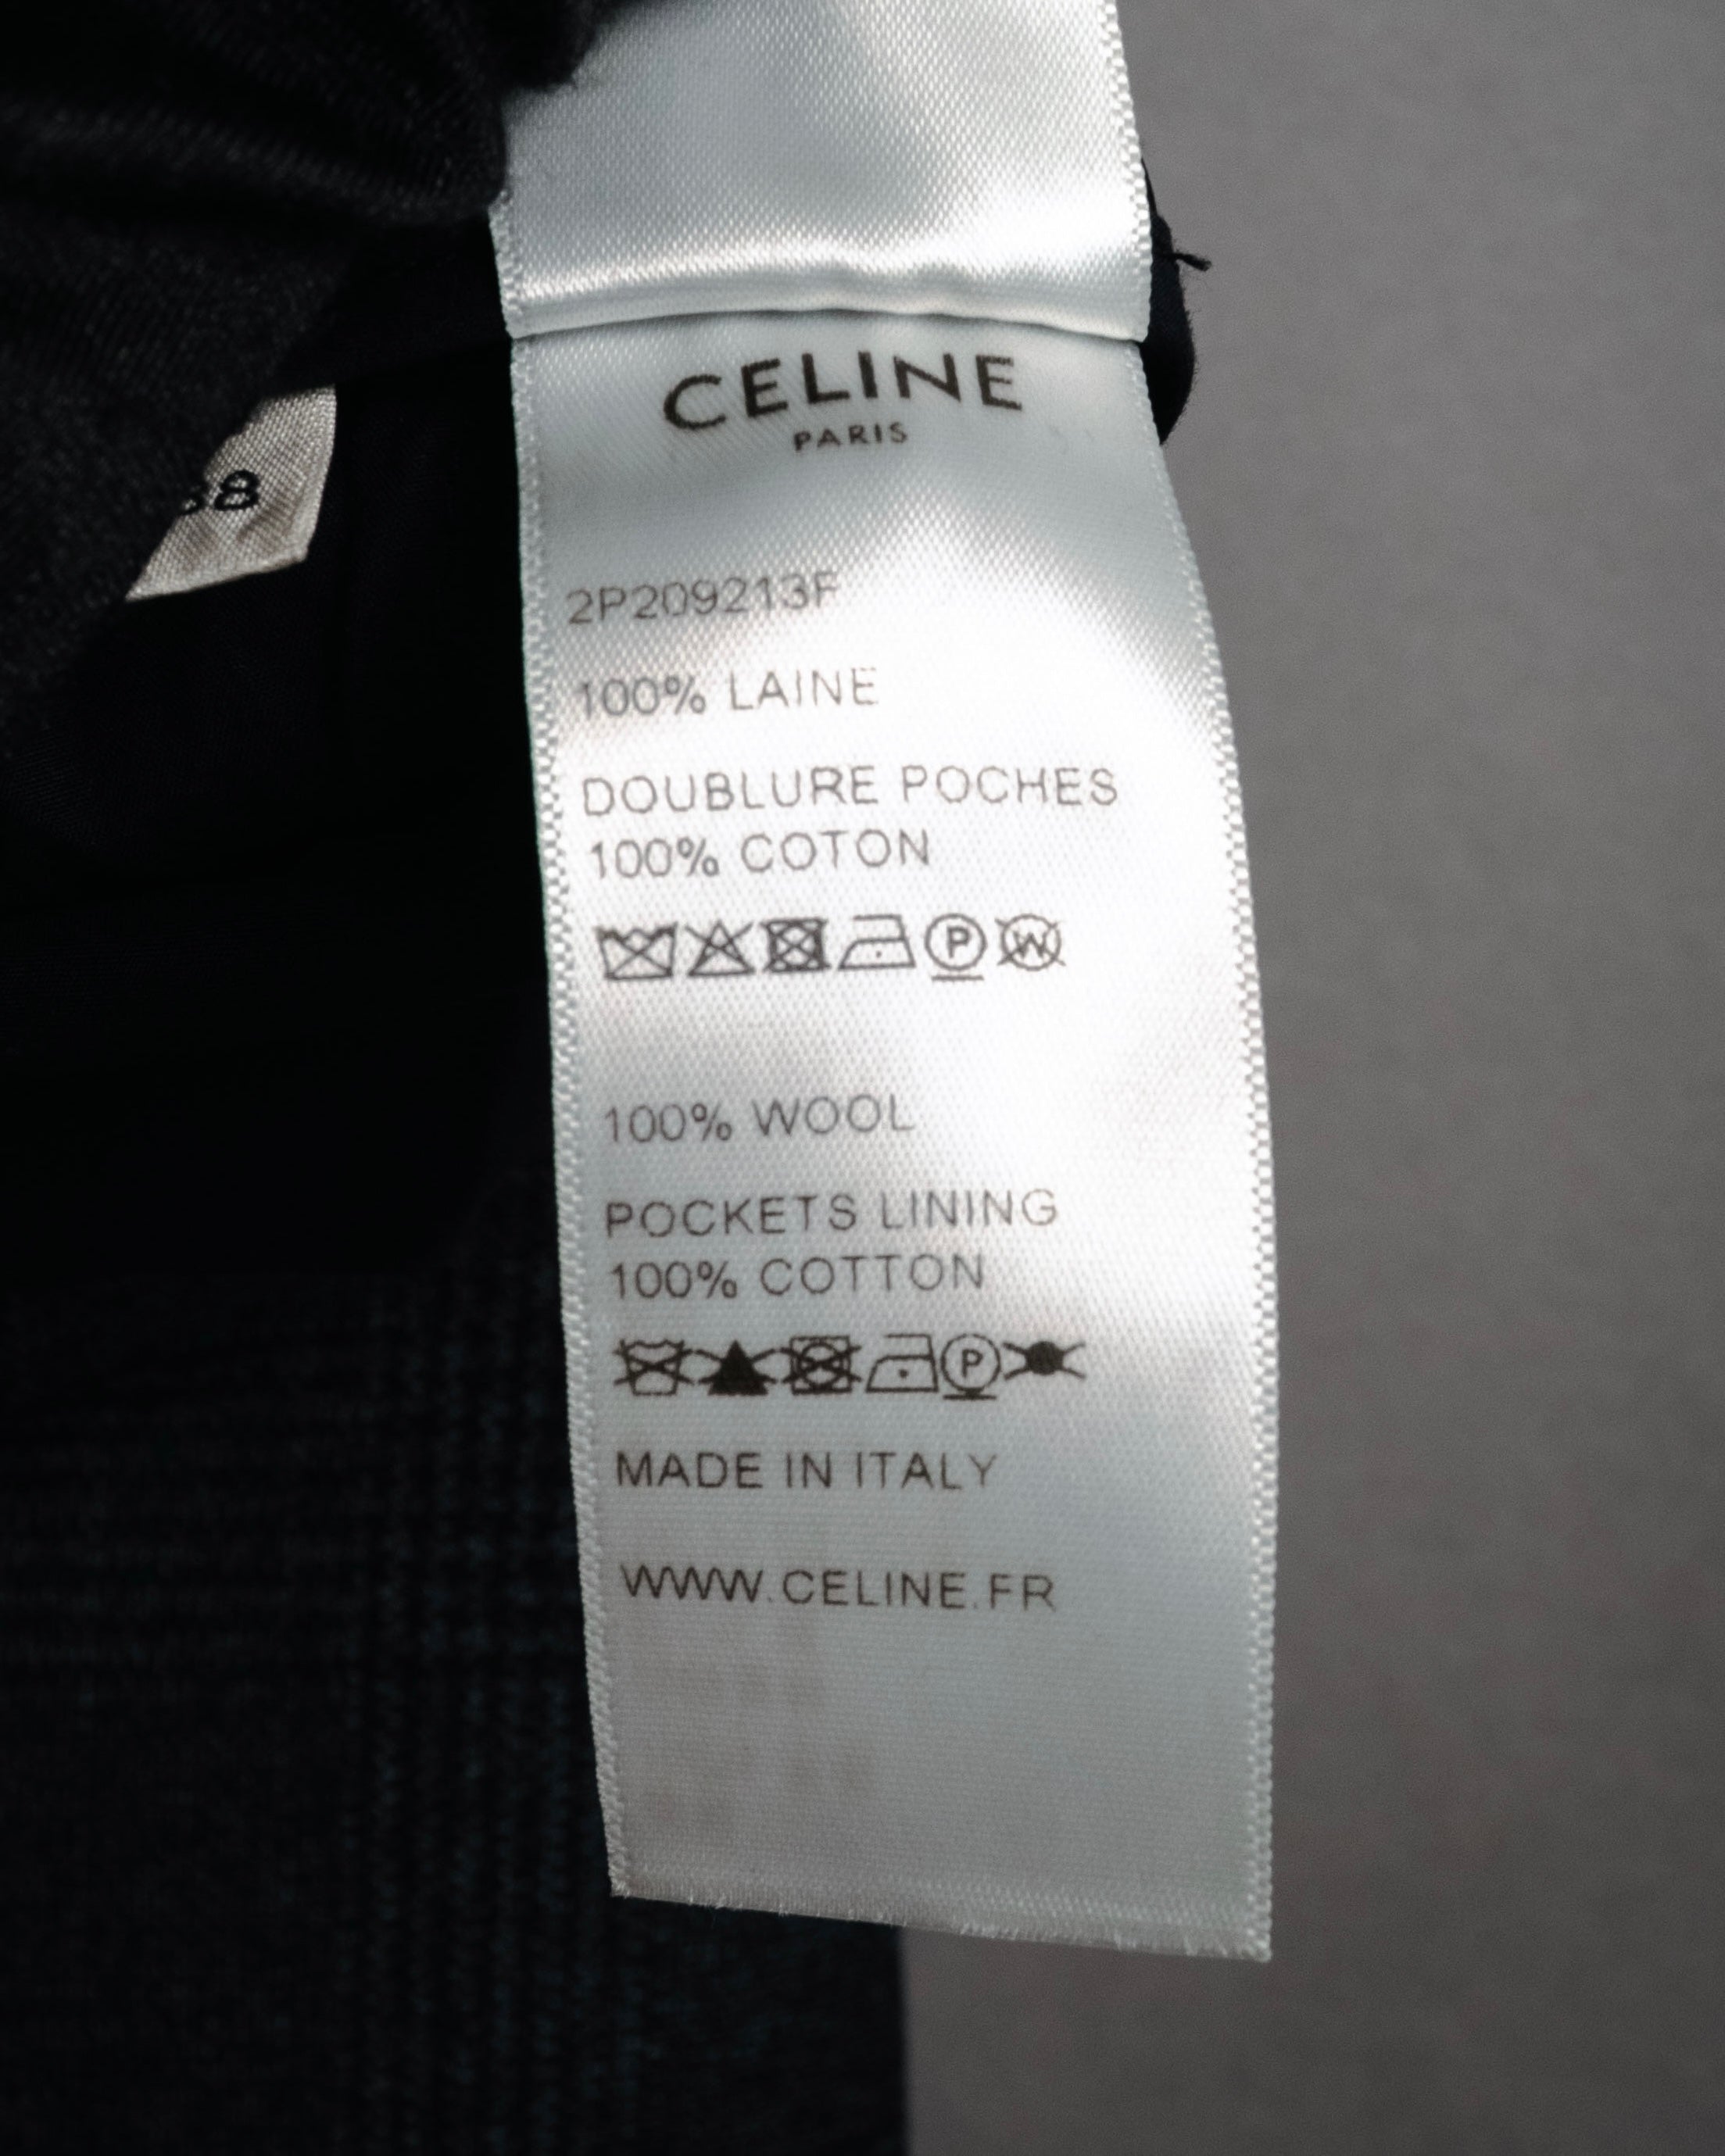 CELINE
PARIS
38
2P209213F
100% LAINE
DOUBLURE POCHES
100% COTON
P W
100% WOOL
POCKETS LINING
100% COTTON
P
MADE IN ITALY
WWW.CELINE.FR